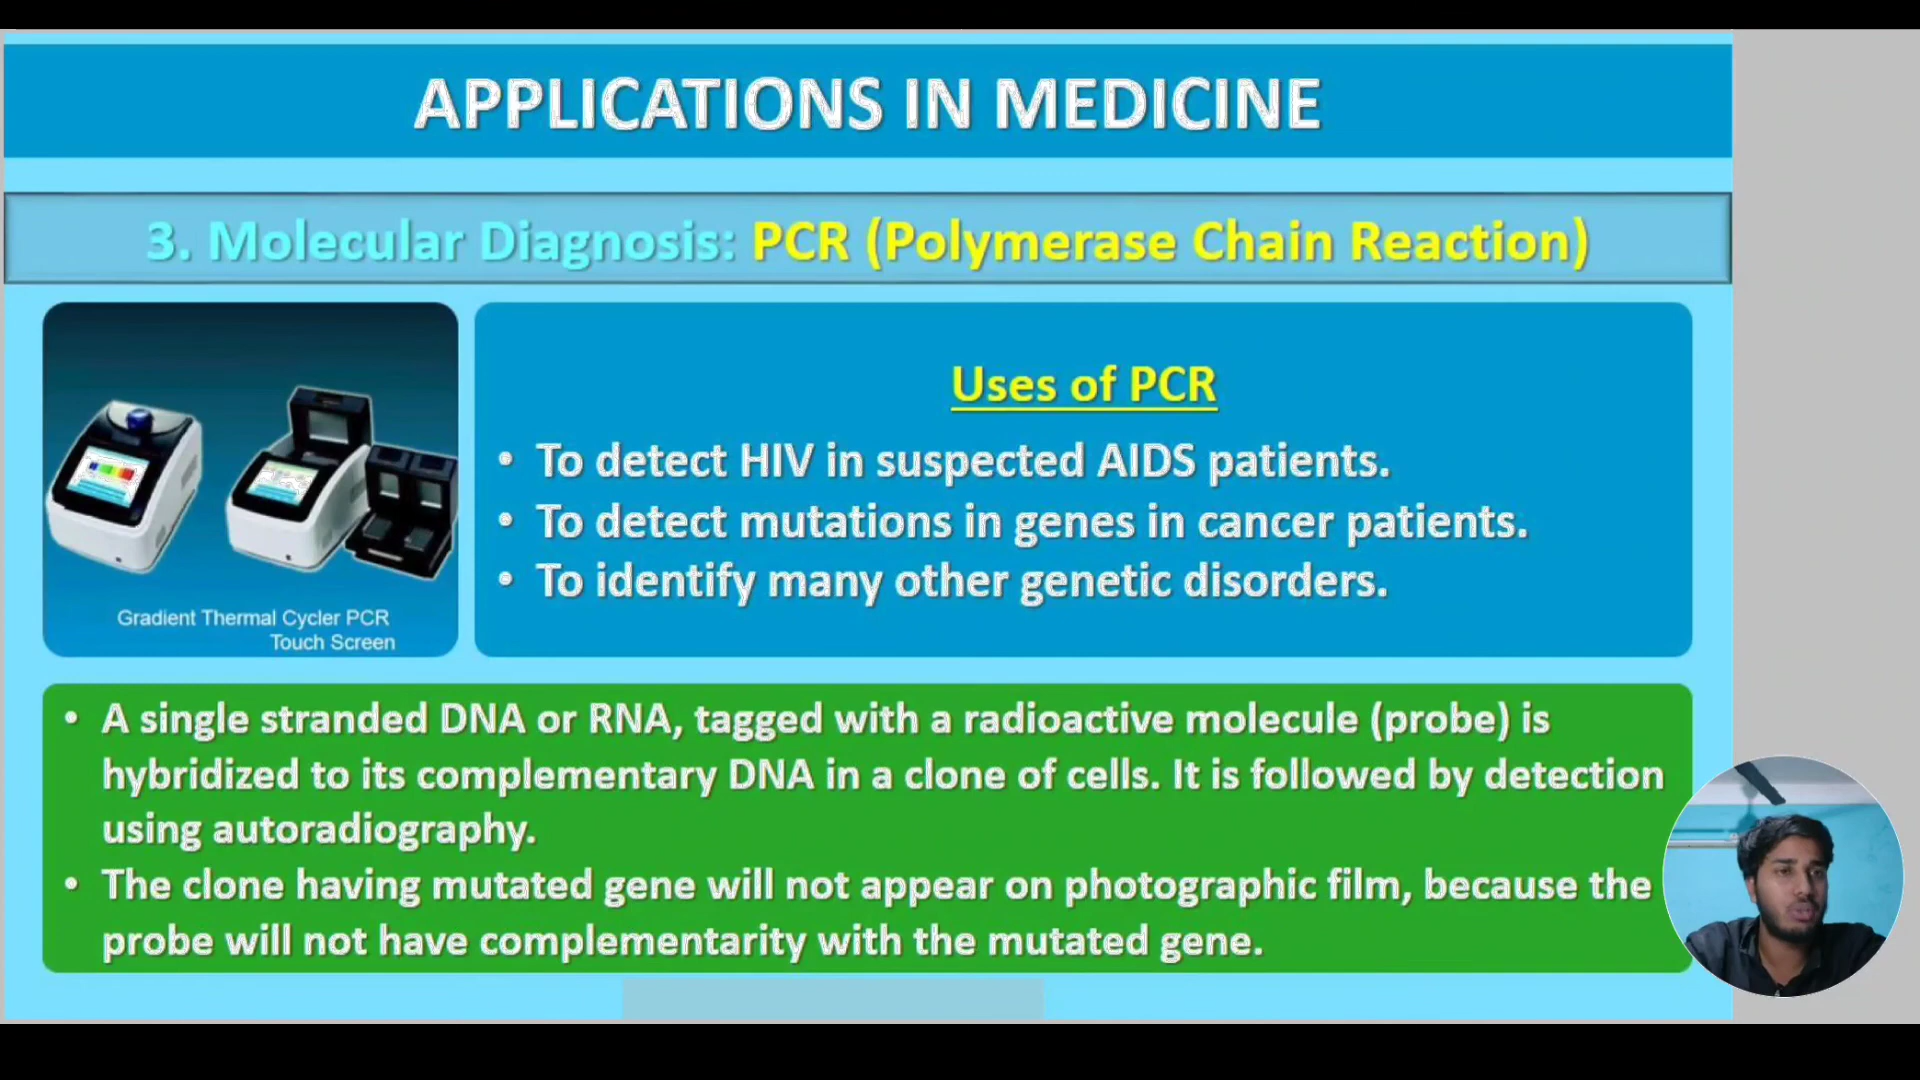 APPLICATIONS IN MEDICINE
3. Molecular Diagnosis: PCR (Polymerase Chain Reaction)
Gradient Thermal Cycler PCR
Touch Screen
Uses of PCR
• To detect HIV in suspected AIDS patients.
• To detect mutations in genes in cancer patients.
• To identify many other genetic disorders.
• A single stranded DNA or RNA, tagged with a radioactive molecule (probe) is
hybridized to its complementary DNA in a clone of cells. It is followed by detection
using autoradiography.
• The clone having mutated gene will not appear on photographic film, because the
probe will not have complementarity with the mutated gene.